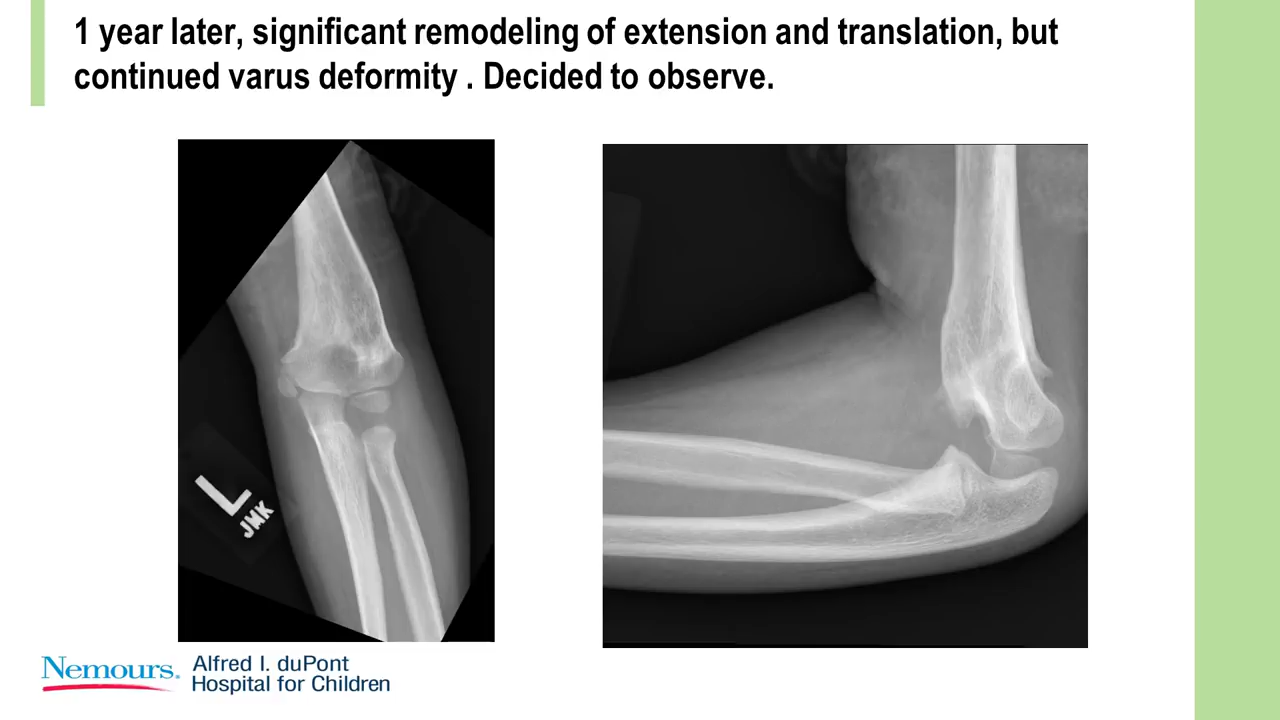 1 year later, significant remodeling of extension and translation, but
continued varus deformity . Decided to observe.
L
JMK
Nemours.
Alfred I. duPont
Hospital for Children